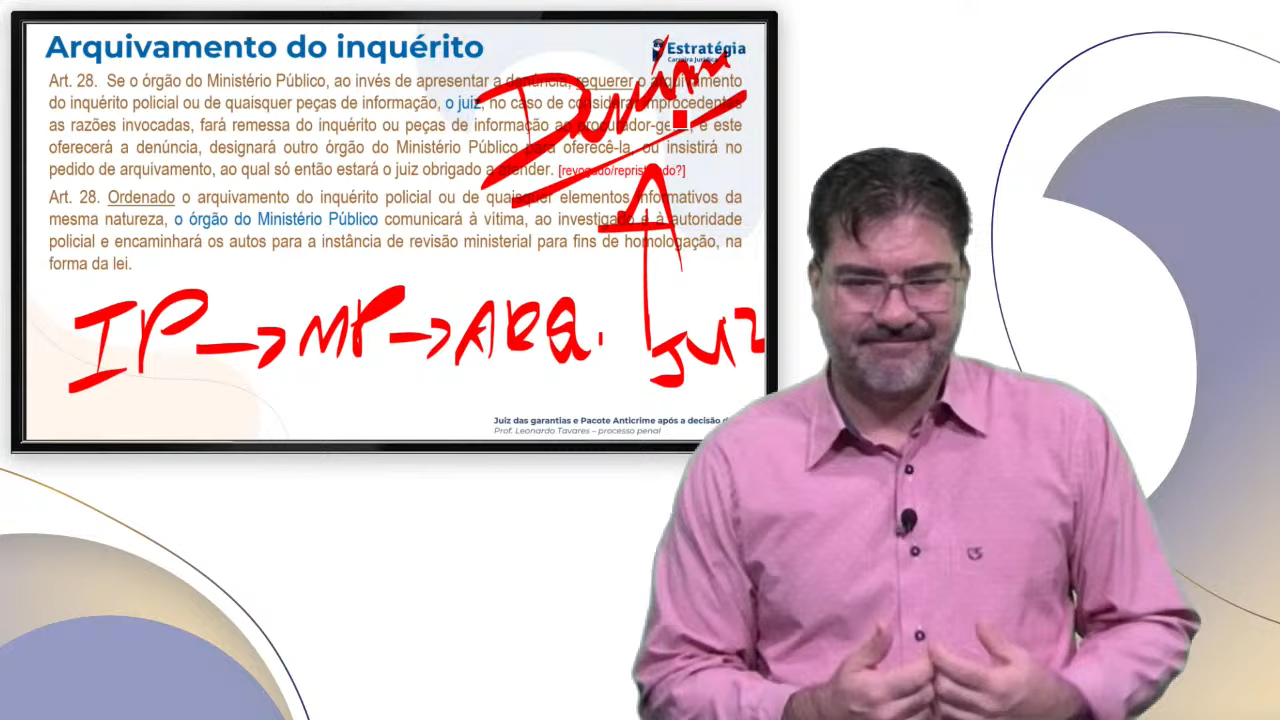 Arquivamento do inquérito
Estratégia
Carreira Jurídica
Art. 28. Se o órgão do Ministério Público, ao invés de apresentar a denúncia, requerer o arquivamento
do inquérito policial ou de quaisquer peças de informação, o juiz, no caso de considerar improcedentes
as razões invocadas, fará remessa do inquérito ou peças de informação ao procurador-geral, e este
oferecerá a denúncia, designará outro órgão do Ministério Público para oferecê-la, ou insistirá no
pedido de arquivamento, ao qual só então estará o juiz obrigado a atender. [revogado/repristinado?]
Art. 28. Ordenado o arquivamento do inquérito policial ou de quaisquer elementos informativos da
mesma natureza, o órgão do Ministério Público comunicará à vítima, ao investigado e à autoridade
policial e encaminhará os autos para a instância de revisão ministerial para fins de homologação, na
forma da lei.
IP → MP → ARQ. JUIZ
Juiz das garantias e Pacote Anticrime após a decisão d
Prof. Leonardo Tavares – processo penal